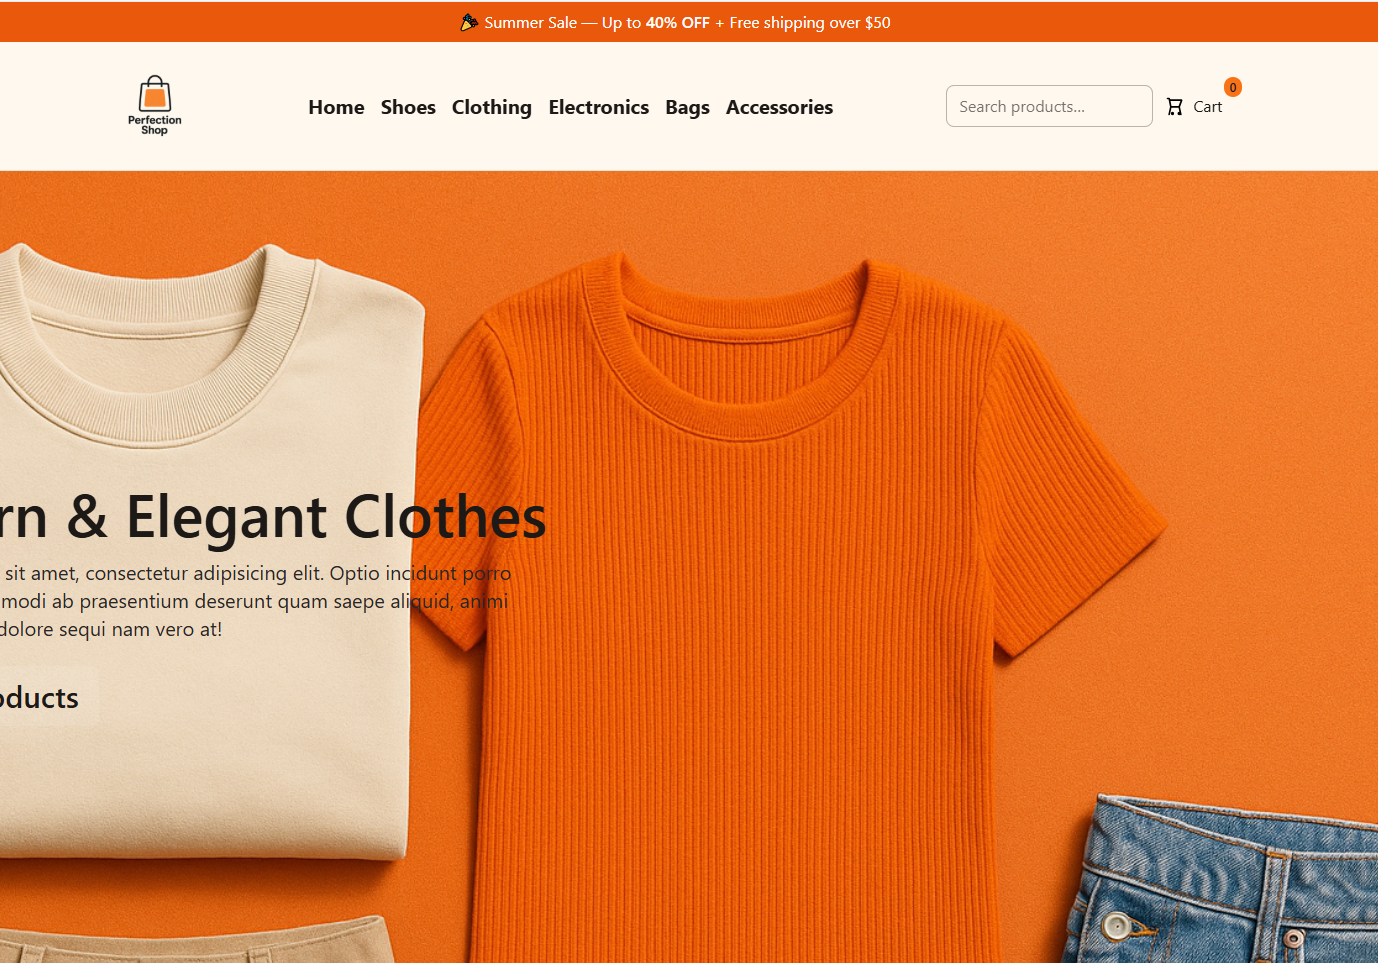 Summer Sale — Up to 40% OFF + Free shipping over $50
Perfection
Shop
Home Shoes Clothing Electronics Bags Accessories
Search products...
Cart
0
rn & Elegant Clothes
sit amet, consectetur adipisicing elit. Optio incidunt porro
modi ab praesentium deserunt quam saepe aliquid, animi
dolore sequi nam vero at!
oducts